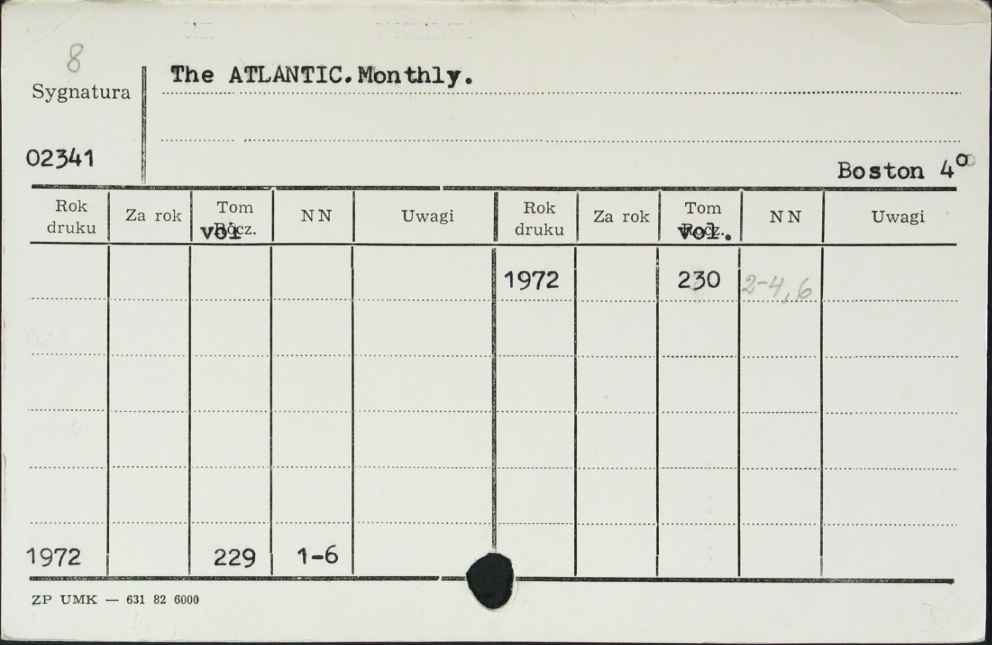 8
The ATLANTIC.Monthly.
Sygnatura
02341
Boston 4°
Rok druku Za rok Tom Rocz. vol NN Uwagi Rok druku Za rok Tom Rocz. vol. NN Uwagi
1972 230 2-4,6
1972 229 1-6
ZP UMK — 631 82 6000